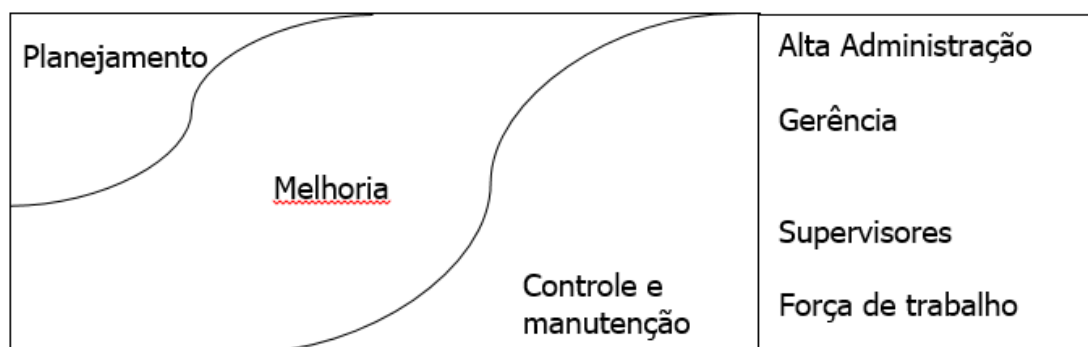 Planejamento
Melhoria
Controle e
manutenção
Alta Administração
Gerência
Supervisores
Força de trabalho